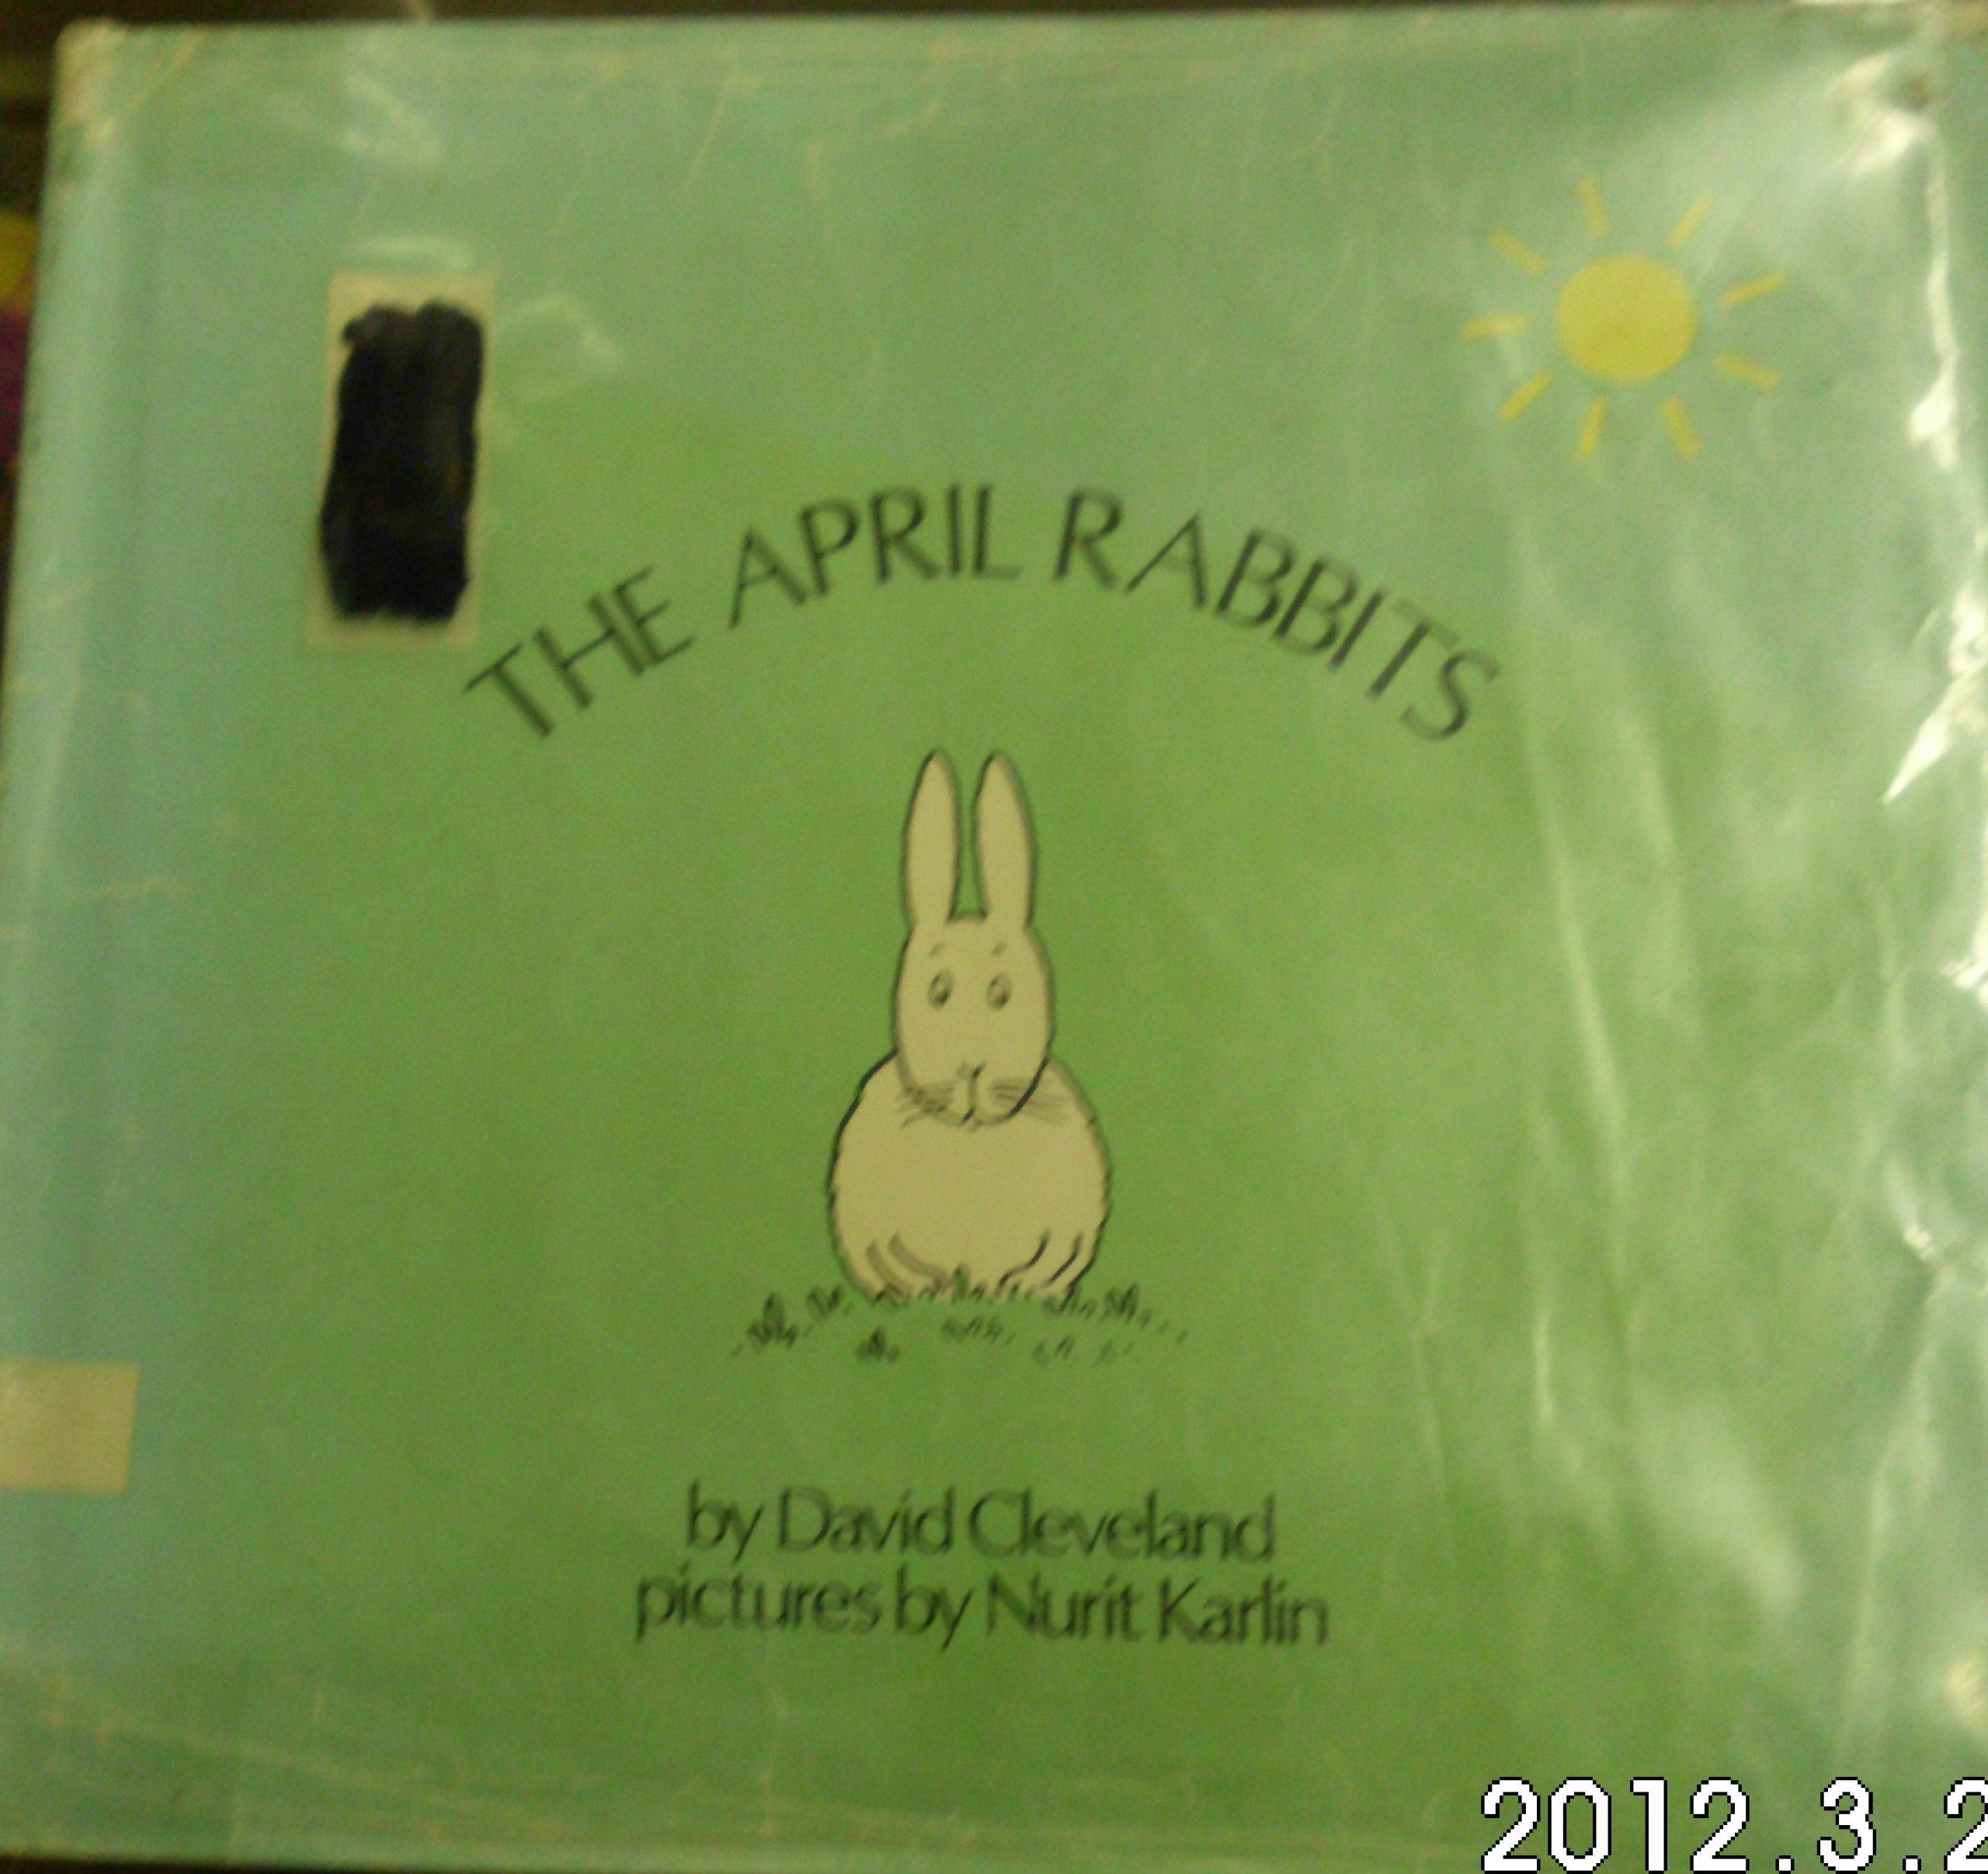 THE APRIL RABBITS
by David Cleveland
pictures by Nurit Karlin
2012.3.2